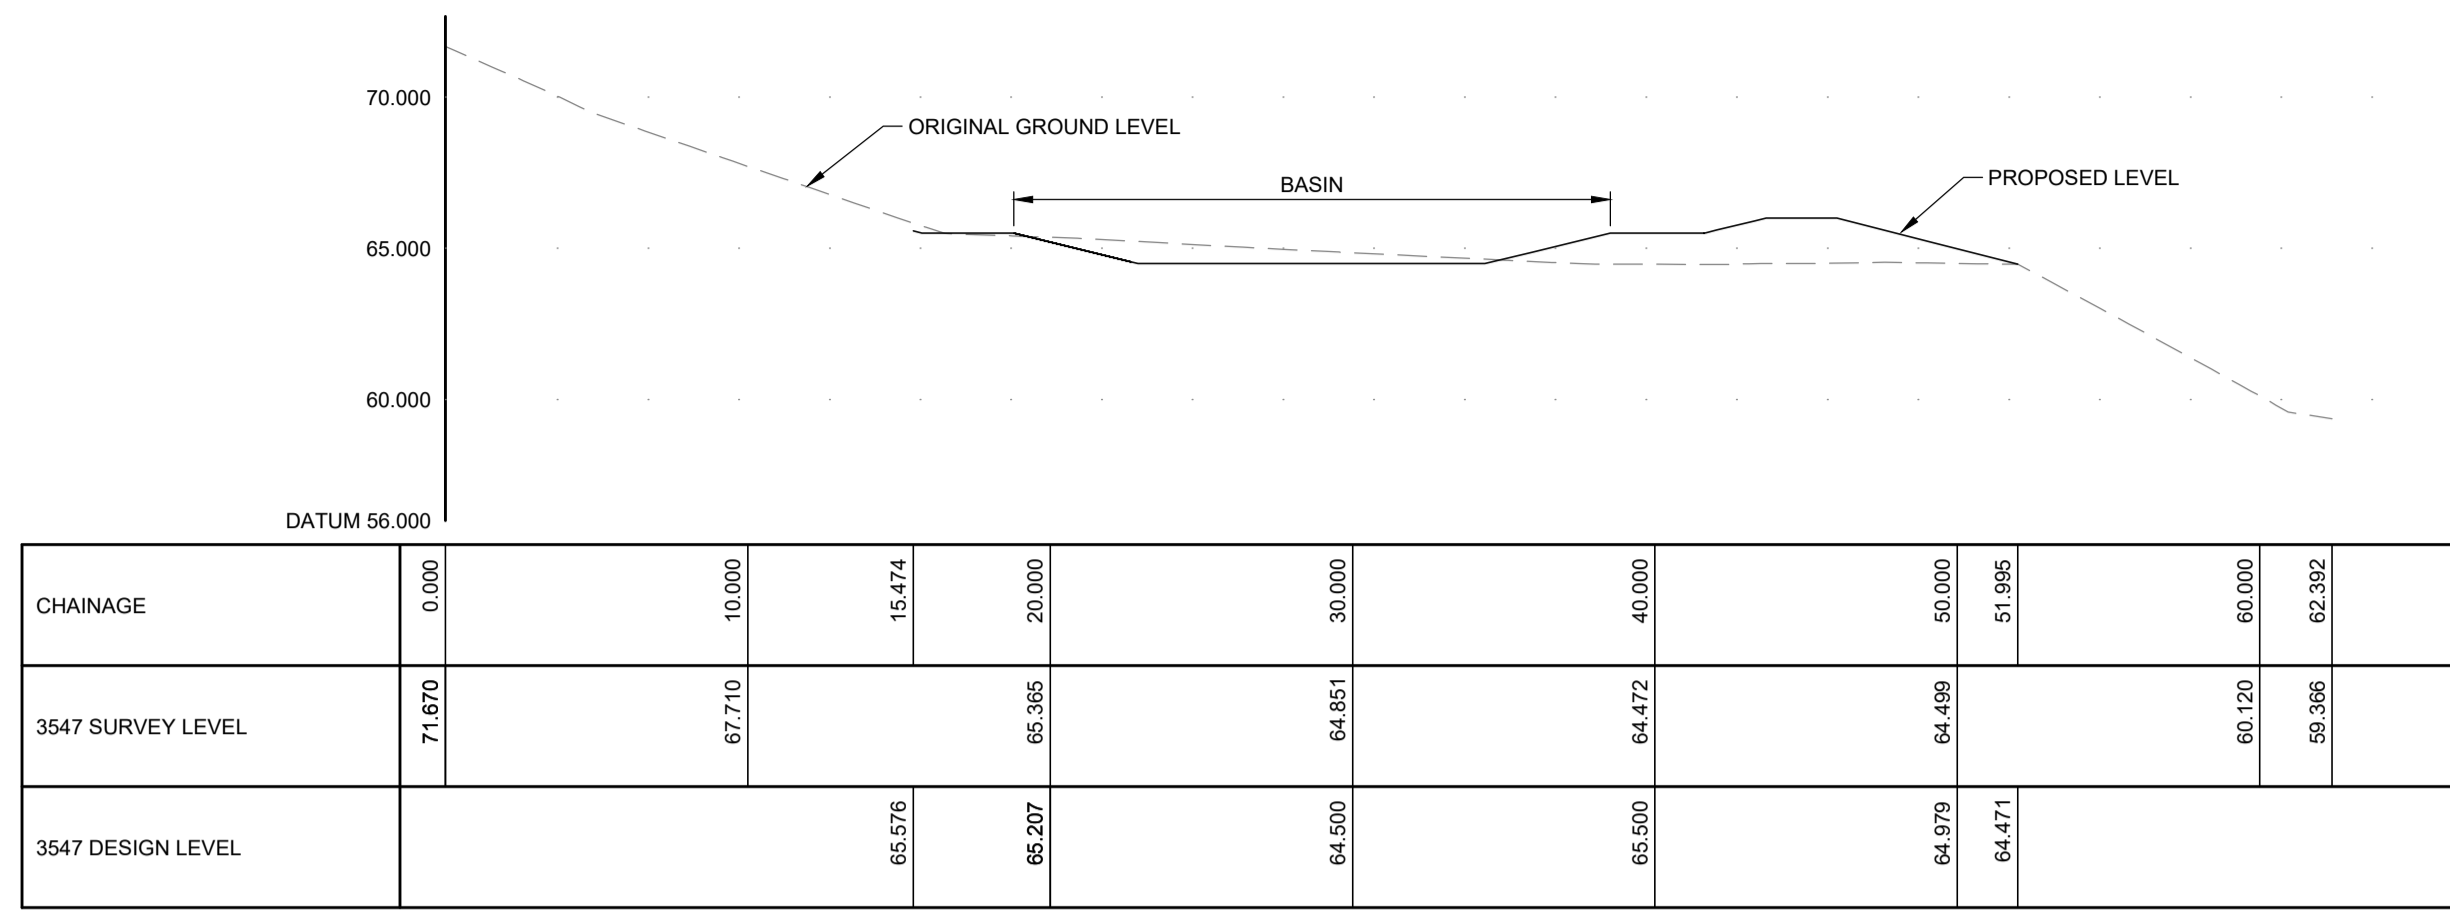 70.000
ORIGINAL GROUND LEVEL
PROPOSED LEVEL
BASIN
65.000
60.000
DATUM 56.000
CHAINAGE 0.000 10.000 15.474 20.000 30.000 40.000 50.000 51.995 60.000 62.392
3547 SURVEY LEVEL 71.670 67.710 65.365 64.851 64.472 64.499 60.120 59.366
3547 DESIGN LEVEL 65.576 65.207 64.500 65.500 64.979 64.471